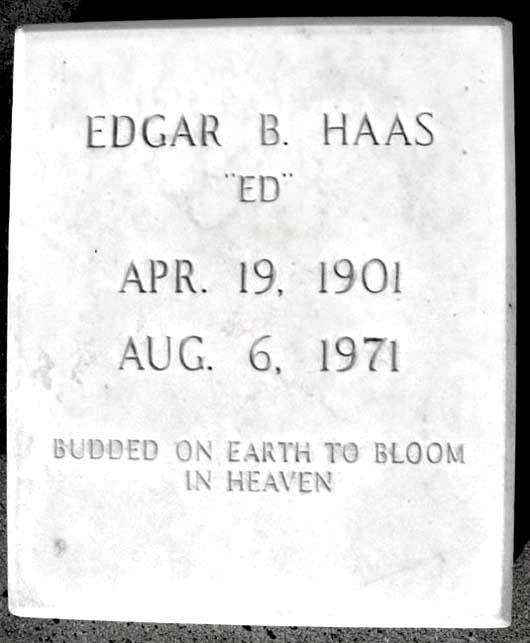 EDGAR B. HAAS
"ED"
APR. 19, 1901
AUG. 6, 1971
BUDDED ON EARTH TO BLOOM
IN HEAVEN